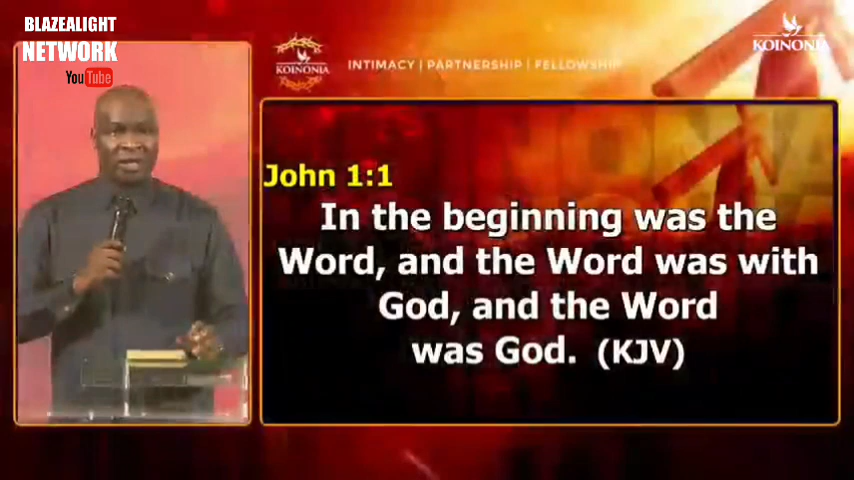 BLAZEALIGHT
NETWORK
YouTube
KOINONIA
INTIMACY | PARTNERSHIP | FELLOWSHIP
KOINONIA
John 1:1
In the beginning was the
Word, and the Word was with
God, and the Word
was God. (KJV)